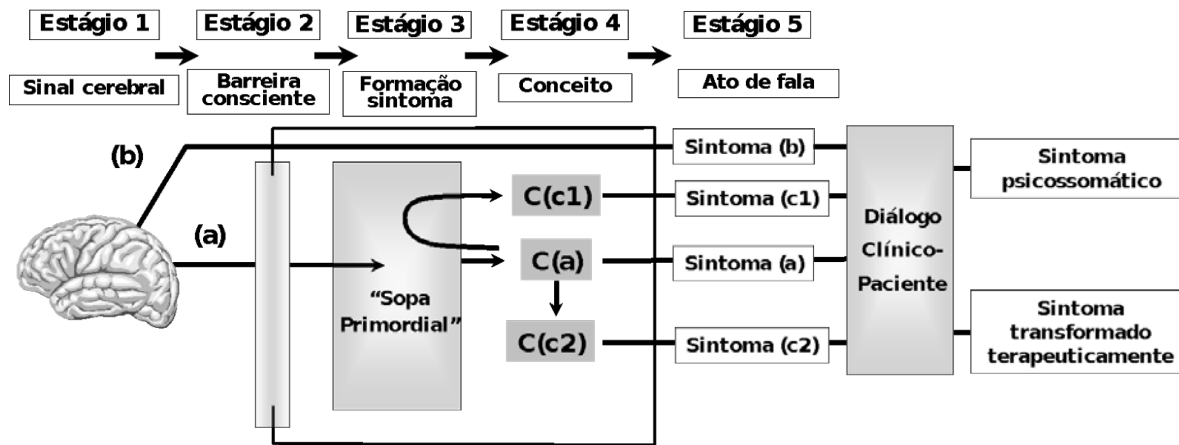 Estágio 1
Estágio 2
Estágio 3
Estágio 4
Estágio 5
Sinal cerebral
Barreira
consciente
Formação
sintoma
Conceito
Ato de fala
(b)
(a)
“Sopa
Primordial”
C(c1)
C(a)
C(c2)
Sintoma (b)
Sintoma (c1)
Sintoma (a)
Sintoma (c2)
Diálogo
Clínico-
Paciente
Sintoma
psicossomático
Sintoma
transformado
terapeuticamente